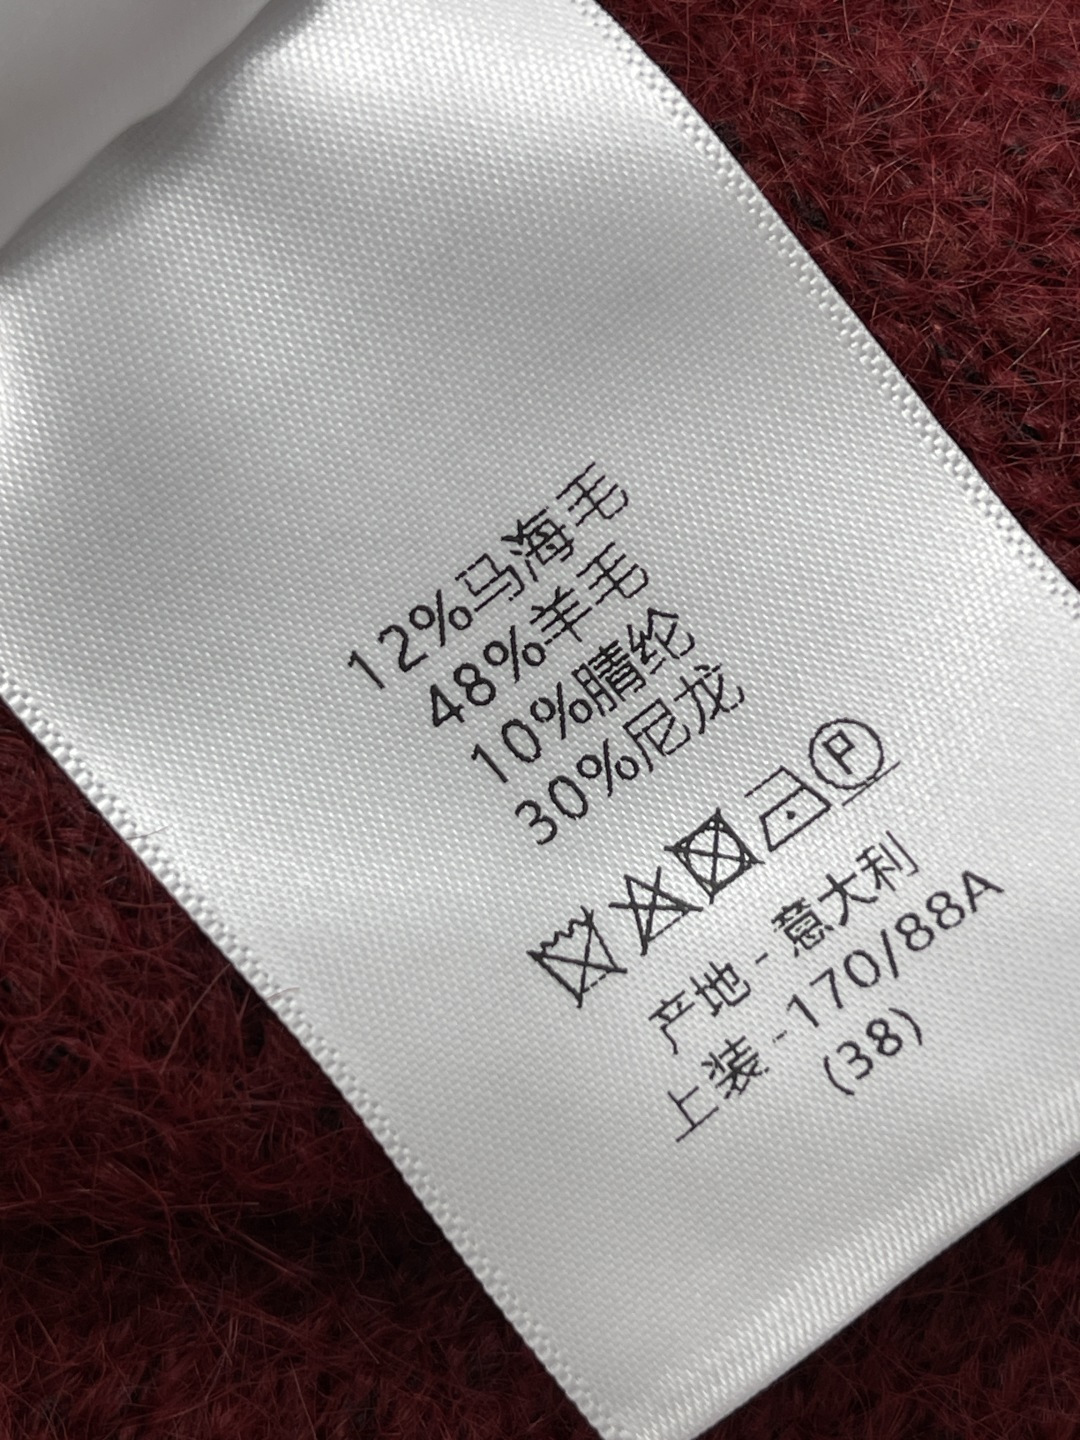 12%马海毛
48%羊毛
10%腈纶
30%尼龙
P
产地 - 意大利
上装 -170/88A
(38)